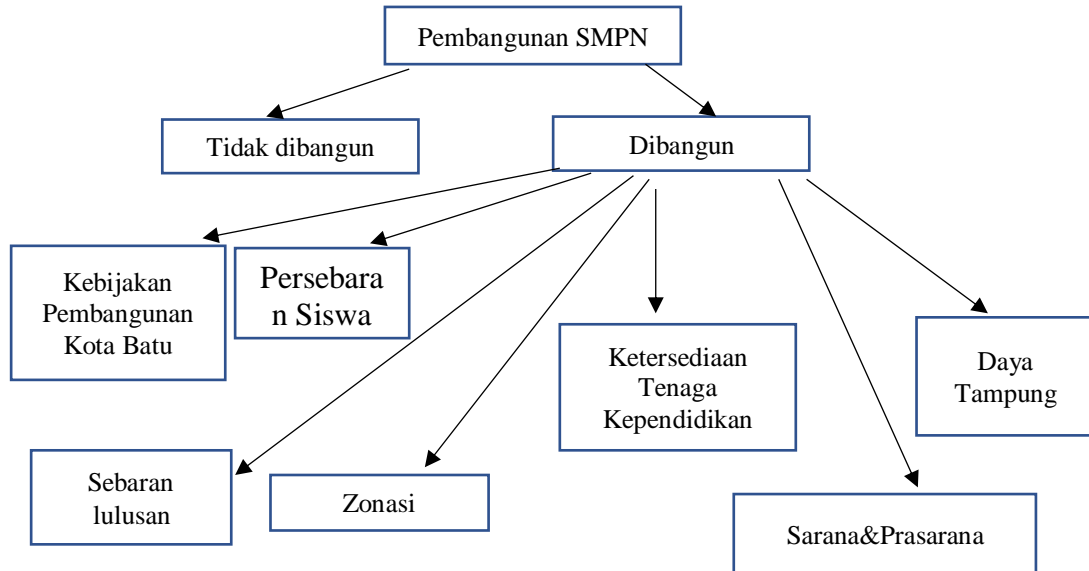 Pembangunan SMPN
Tidak dibangun
Dibangun
Kebijakan
Pembangunan
Kota Batu
Persebara
n Siswa
Ketersediaan
Tenaga
Kependidikan
Daya
Tampung
Sebaran
lulusan
Zonasi
Sarana&Prasarana